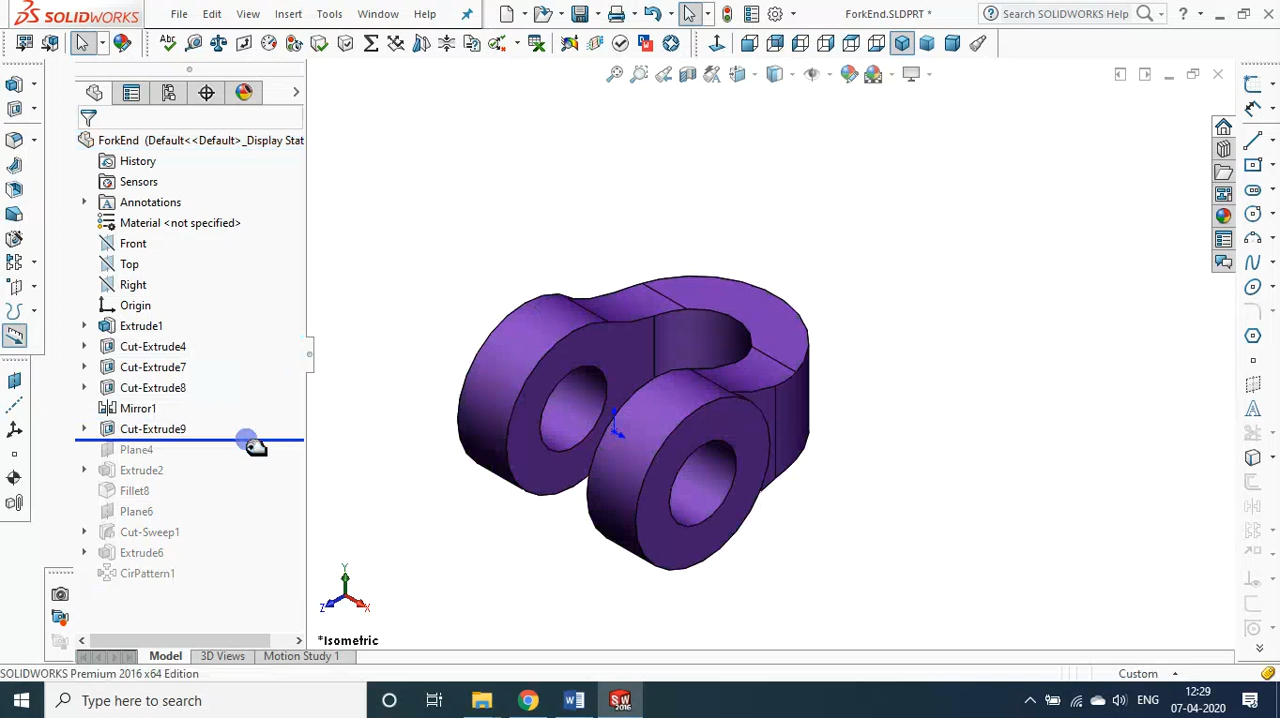 SOLIDWORKS File Edit View Insert Tools Window Help ForkEnd.SLDPRT * Search SOLIDWORKS Help
ForkEnd (Default<<Default>_Display Stat
History
Sensors
Annotations
Material <not specified>
Front
Top
Right
Origin
Extrude1
Cut-Extrude4
Cut-Extrude7
Cut-Extrude8
Mirror1
Cut-Extrude9
Plane4
Extrude2
Fillet8
Plane6
Cut-Sweep1
Extrude6
CirPattern1
Y
Z X
*Isometric
Model 3D Views Motion Study 1
SOLIDWORKS Premium 2016 x64 Edition Custom
Type here to search ENG 12:29
07-04-2020